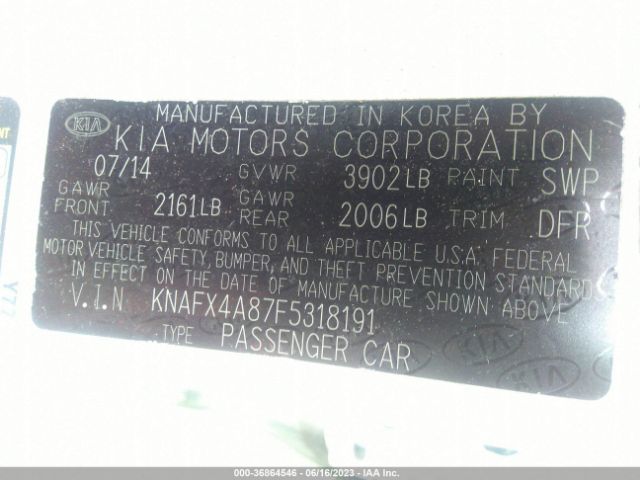 MANUFACTURED IN KOREA BY
KIA KIA MOTORS CORPORATION
07/14 GVWR 3902LB PAINT SWP
GAWR FRONT 2161LB GAWR REAR 2006LB TRIM DFR
THIS VEHICLE CONFORMS TO ALL APPLICABLE U.S.A. FEDERAL
MOTOR VEHICLE SAFETY, BUMPER, AND THEFT PREVENTION STANDARD
IN EFFECT ON THE DATE OF MANUFACTURE SHOWN ABOVE
V.I.N KNAFX4A87F5318191
TYPE PASSENGER CAR
KIA
Y77
000-36864546 - 06/16/2023 - IAA Inc.